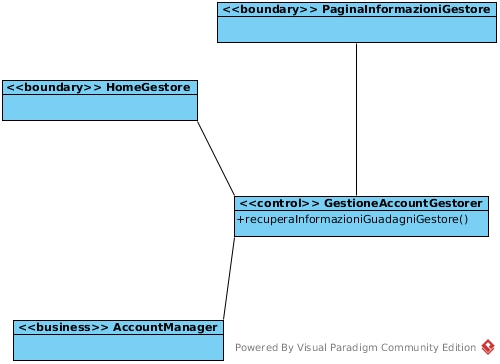 <<boundary>> PaginaInformazioniGestore
<<boundary>> HomeGestore
<<control>> GestioneAccountGestorer
+recuperaInformazioniGuadagniGestore()
<<business>> AccountManager
Powered By Visual Paradigm Community Edition